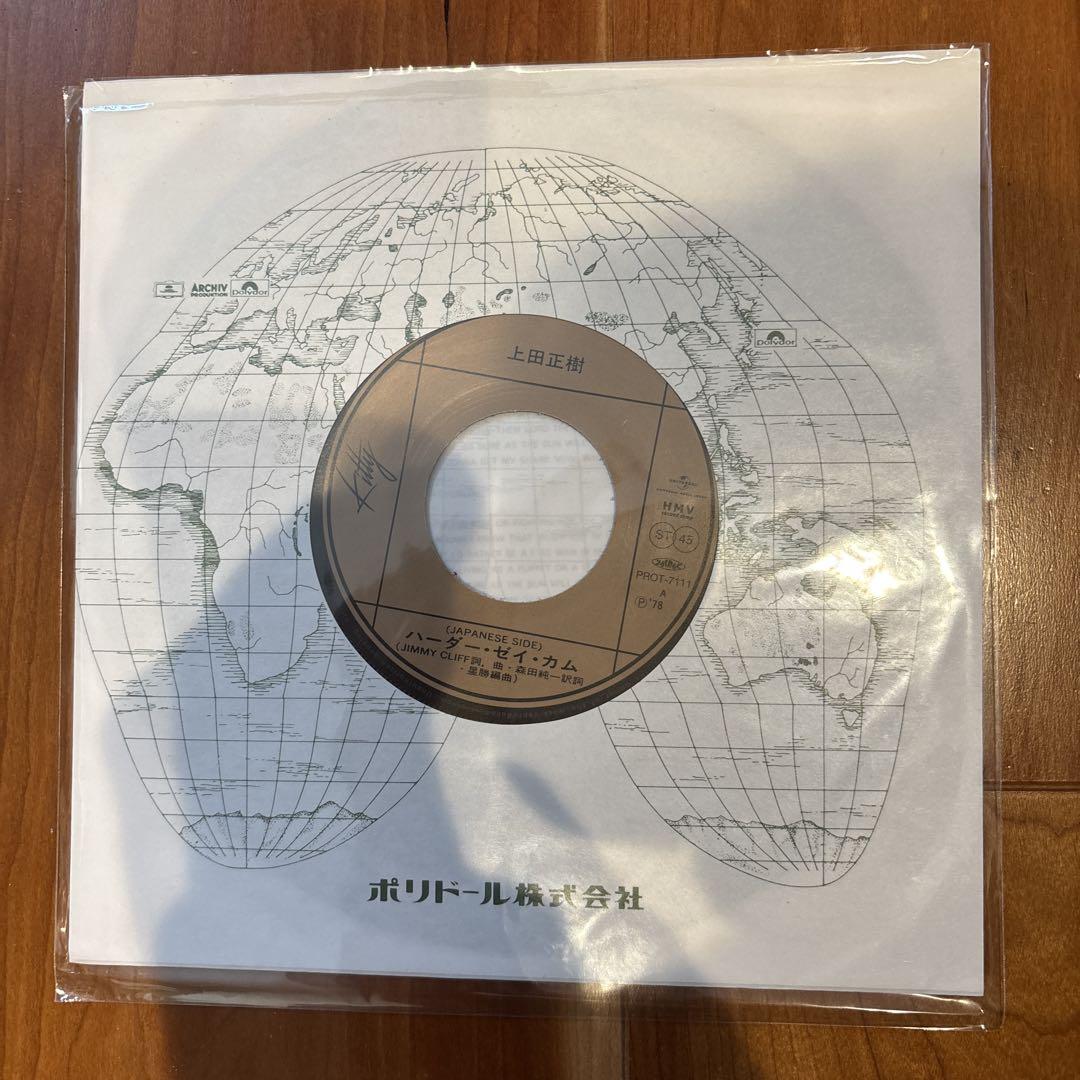 ARCHIV
PRODUKTION
Polydor
Polydor
上田正樹
Kitty
UNIVERSAL
HMV
ST 45
PROT-7111
A
Ⓟ'78
(JAPANESE SIDE)
ハーダー・ゼイ・カム
(JIMMY CLIFF詞, 曲・森田純一訳詞
・星勝編曲)
ポリドール株式会社